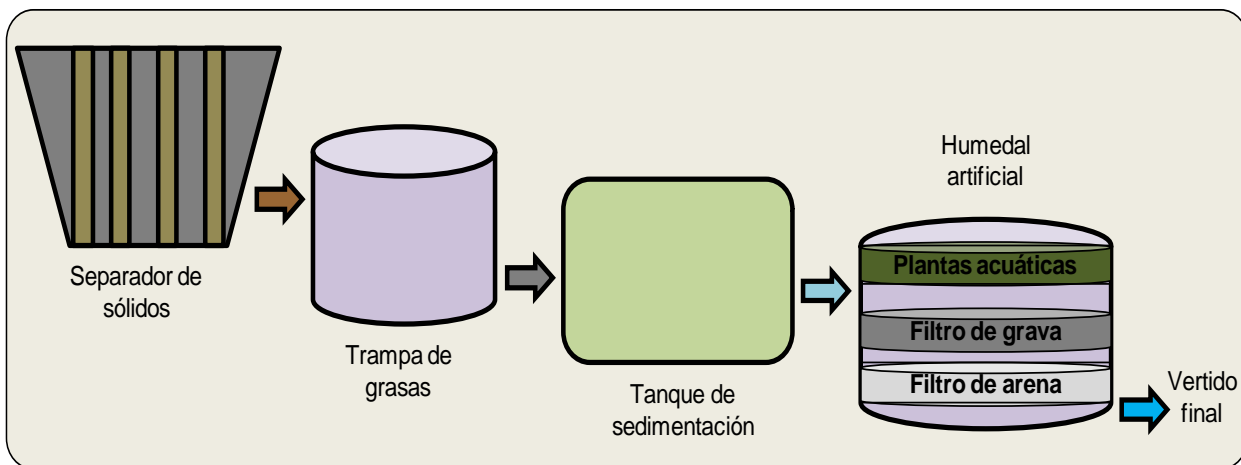 Separador de
sólidos
Trampa de
grasas
Tanque de
sedimentación
Humedal
artificial
Plantas acuáticas
Filtro de grava
Filtro de arena
Vertido
final